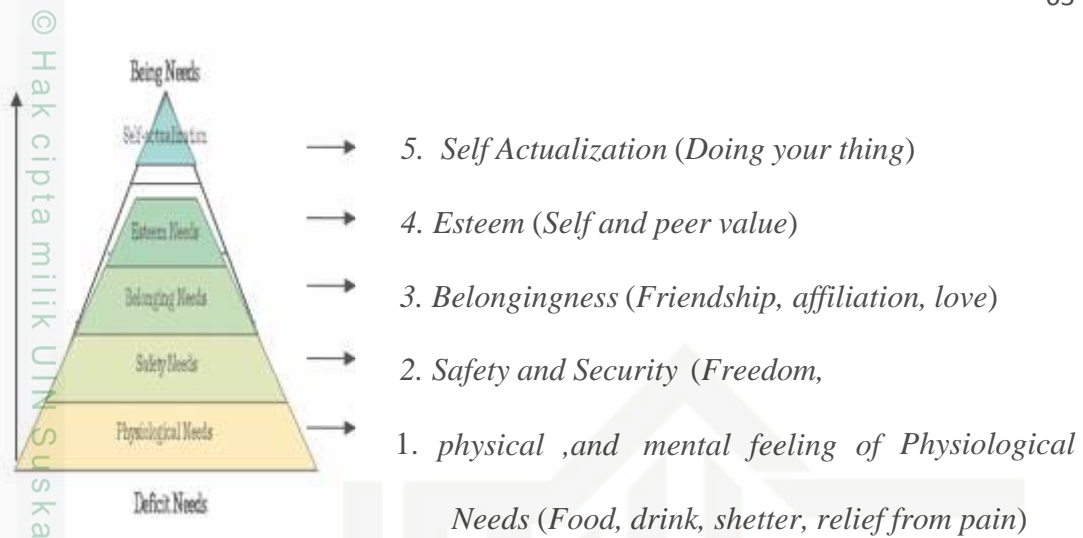 © Hak cipta milik UIN Suska
Being Needs
Self-actualization
Esteem Needs
Belonging Needs
Safety Needs
Physiological Needs
Deficit Needs
5. Self Actualization (Doing your thing)
4. Esteem (Self and peer value)
3. Belongingness (Friendship, affiliation, love)
2. Safety and Security (Freedom,
1. physical ,and mental feeling of Physiological
Needs (Food, drink, shetter, relief from pain)